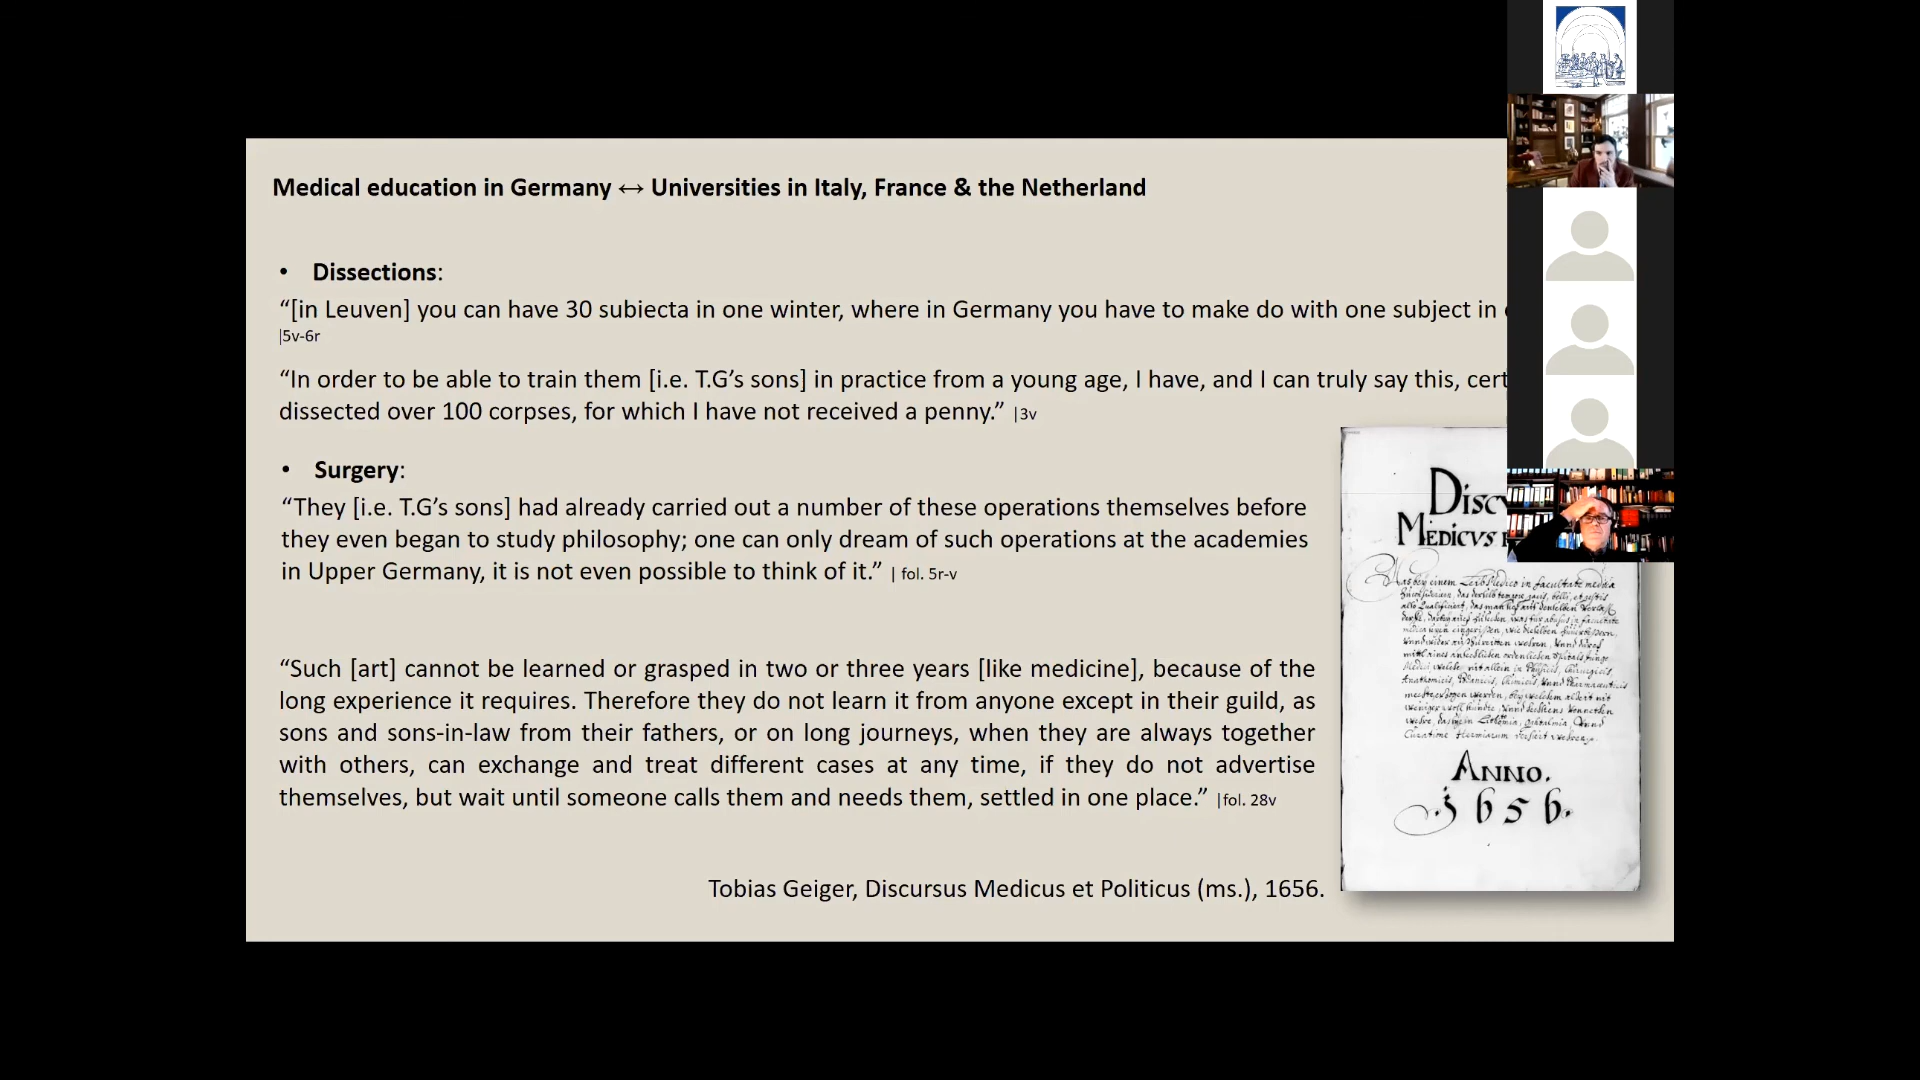 Medical education in Germany ↔ Universities in Italy, France & the Netherland
• Dissections:
“[in Leuven] you can have 30 subiecta in one winter, where in Germany you have to make do with one subject in
|5v-6r
“In order to be able to train them [i.e. T.G’s sons] in practice from a young age, I have, and I can truly say this, cert
dissected over 100 corpses, for which I have not received a penny.” |3v
• Surgery:
“They [i.e. T.G’s sons] had already carried out a number of these operations themselves before
they even began to study philosophy; one can only dream of such operations at the academies
in Upper Germany, it is not even possible to think of it.” | fol. 5r-v
“Such [art] cannot be learned or grasped in two or three years [like medicine], because of the
long experience it requires. Therefore they do not learn it from anyone except in their guild, as
sons and sons-in-law from their fathers, or on long journeys, when they are always together
with others, can exchange and treat different cases at any time, if they do not advertise
themselves, but wait until someone calls them and needs them, settled in one place.” |fol. 28v
Tobias Geiger, Discursus Medicus et Politicus (ms.), 1656.
Disc
Medicvs
Anno.
1656.